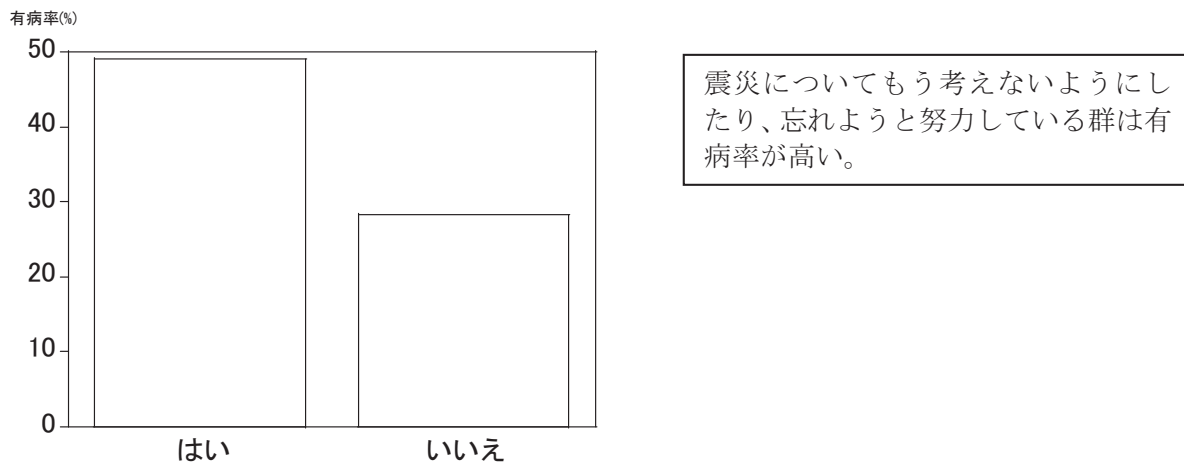 有病率(%)
50
40
30
20
10
0
はい
いいえ
震災についてもう考えないようにし
たり、忘れようと努力している群は有
病率が高い。